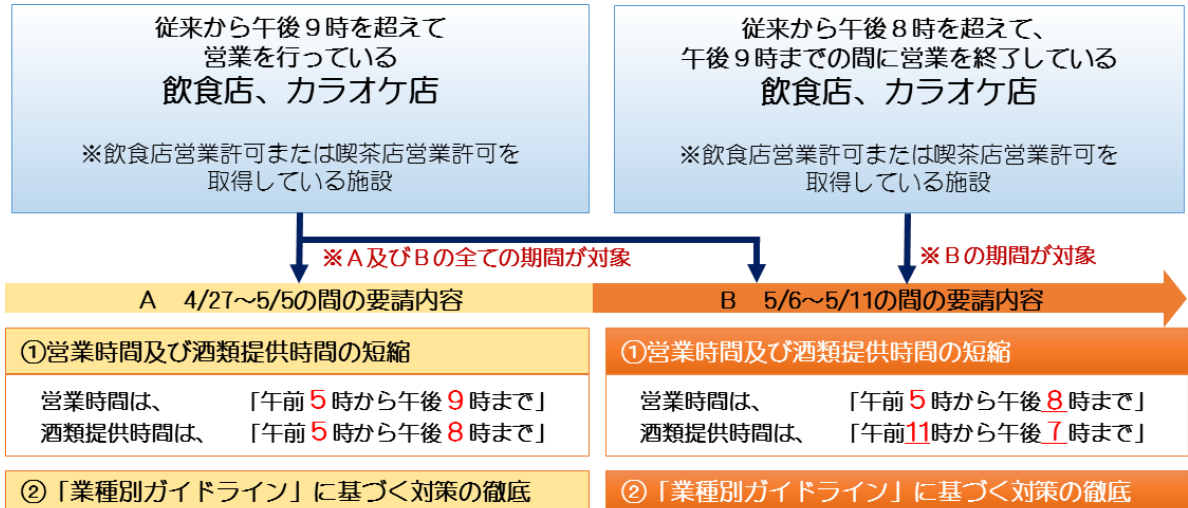 従来から午後９時を超えて
営業を行っている
飲食店、カラオケ店
※飲食店営業許可または喫茶店営業許可を
取得している施設
従来から午後８時を超えて、
午後９時までの間に営業を終了している
飲食店、カラオケ店
※飲食店営業許可または喫茶店営業許可を
取得している施設
※Ａ及びＢの全ての期間が対象
※Ｂの期間が対象
A 4/27～5/5の間の要請内容
B 5/6～5/11の間の要請内容
①営業時間及び酒類提供時間の短縮
営業時間は、 「午前５時から午後９時まで」
酒類提供時間は、 「午前５時から午後８時まで」
②「業種別ガイドライン」に基づく対策の徹底
①営業時間及び酒類提供時間の短縮
営業時間は、 「午前５時から午後８時まで」
酒類提供時間は、 「午前11時から午後７時まで」
②「業種別ガイドライン」に基づく対策の徹底